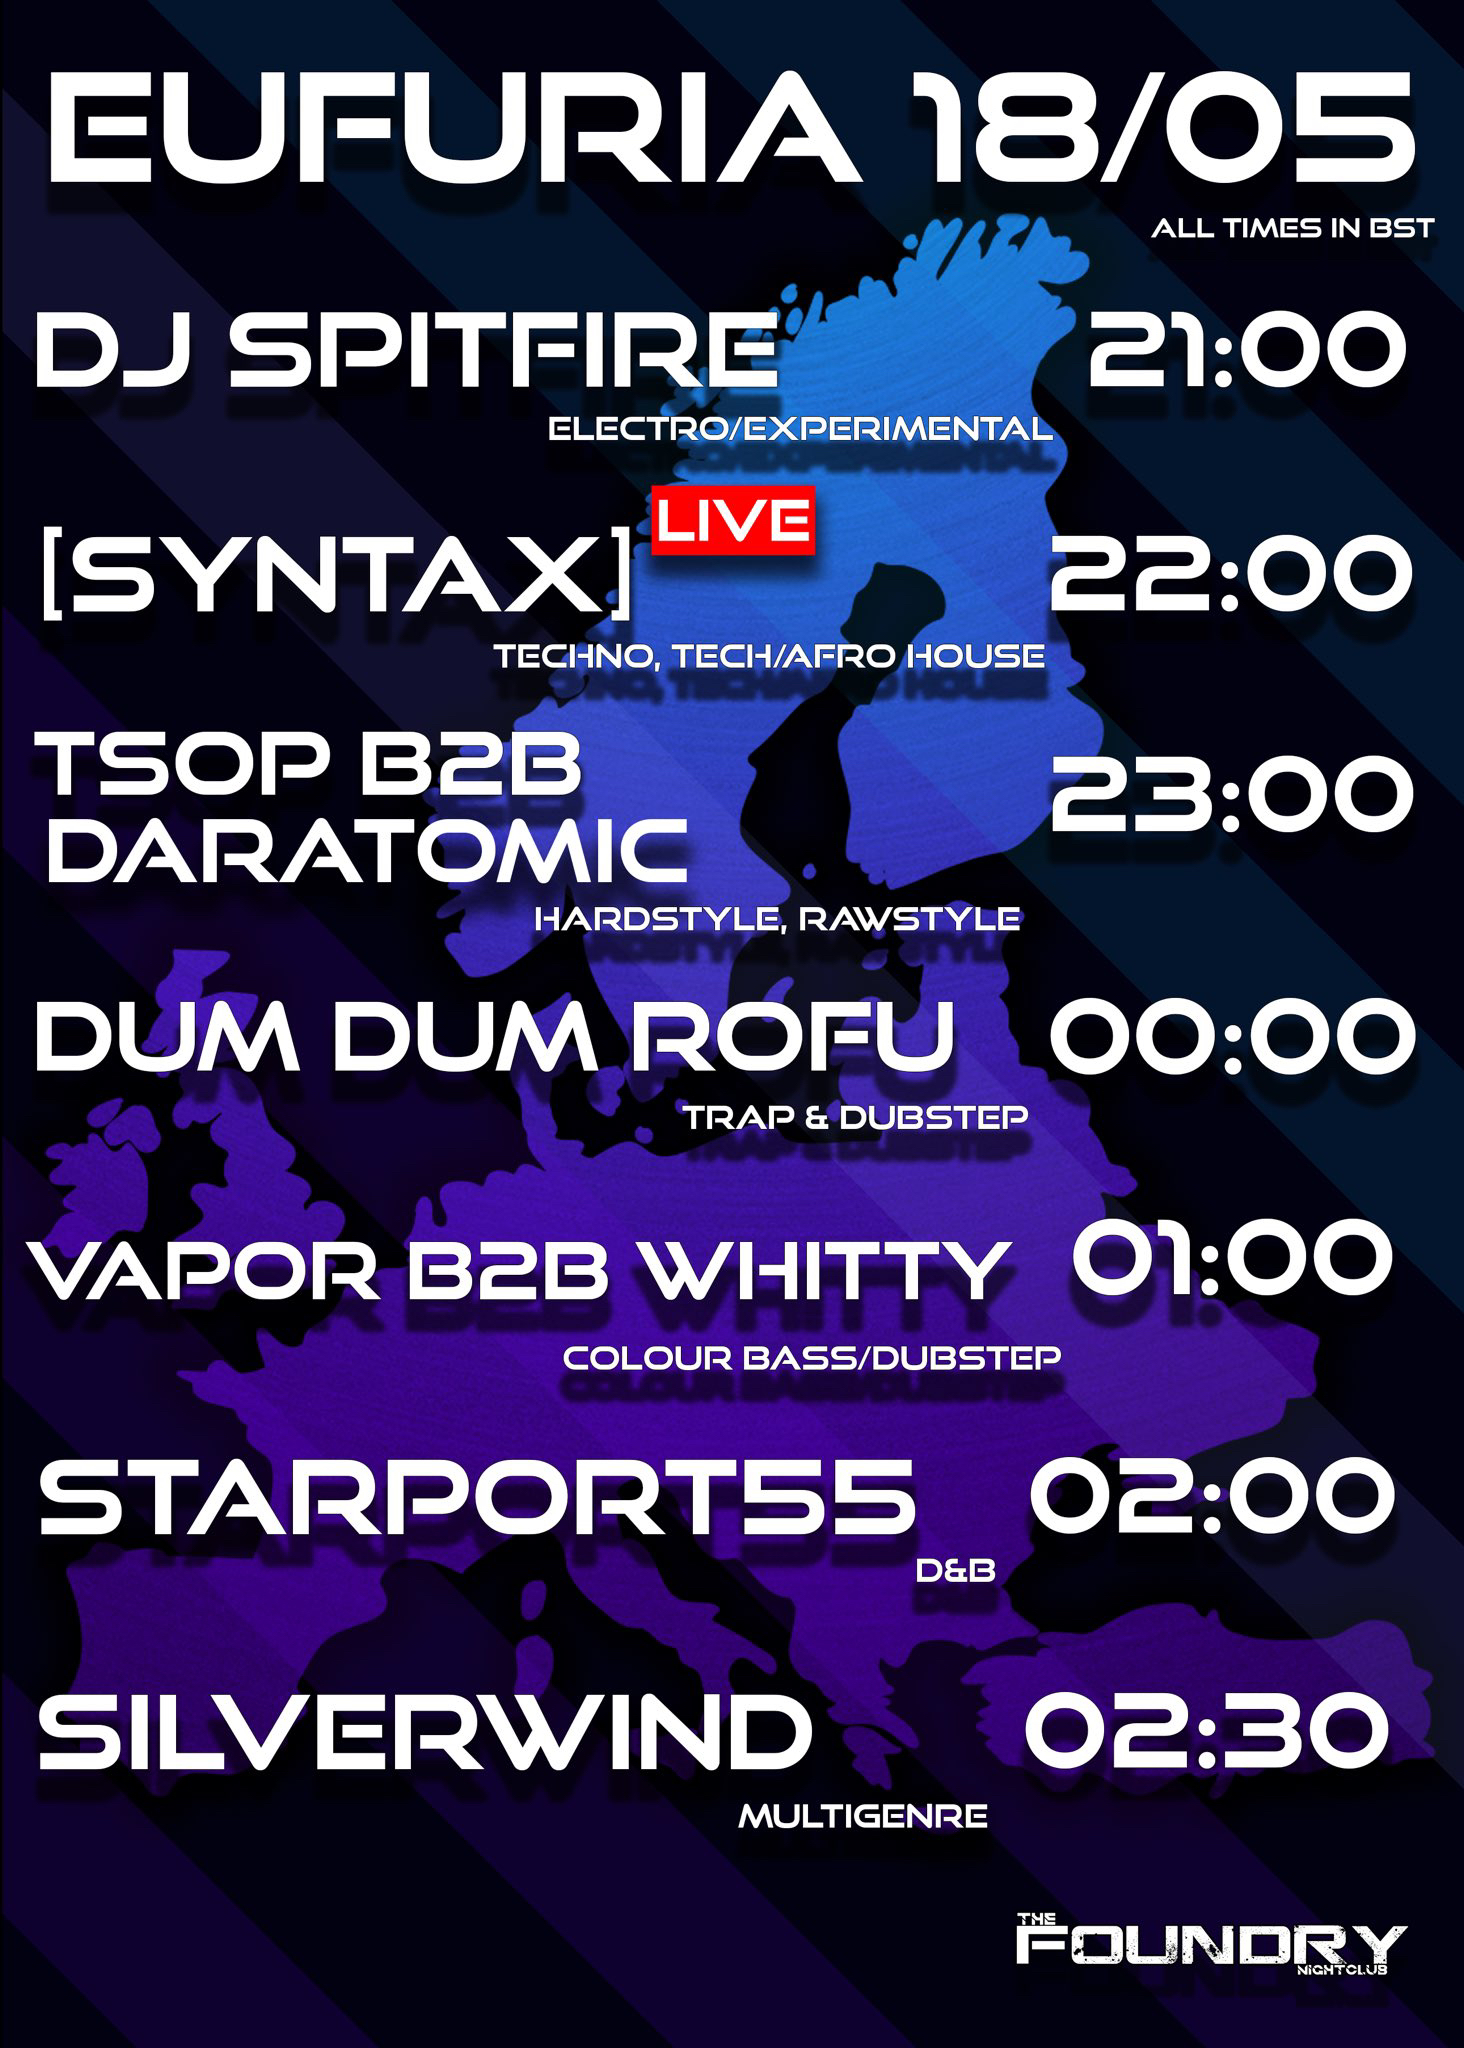 EUFURIA 18/05
ALL TIMES IN BST
DJ SPITFIRE 21:00
ELECTRO/EXPERIMENTAL
LIVE
[SYNTAX] 22:00
TECHNO, TECH/AFRO HOUSE
TSOP B2B
DARATOMIC 23:00
HARDSTYLE, RAWSTYLE
DUM DUM ROFU 00:00
TRAP & DUBSTEP
VAPOR B2B WHITTY 01:00
COLOUR BASS/DUBSTEP
STARPORT55 02:00
D&B
SILVERWIND 02:30
MULTIGENRE
THE
FOUNDRY
NIGHTCLUB